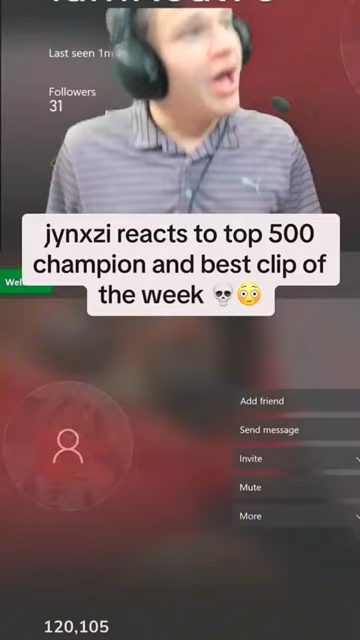 Last seen 1m
Followers
31
jynxzi reacts to top 500
champion and best clip of
the week 💀😳
Add friend
Send message
Invite
Mute
More
120,105